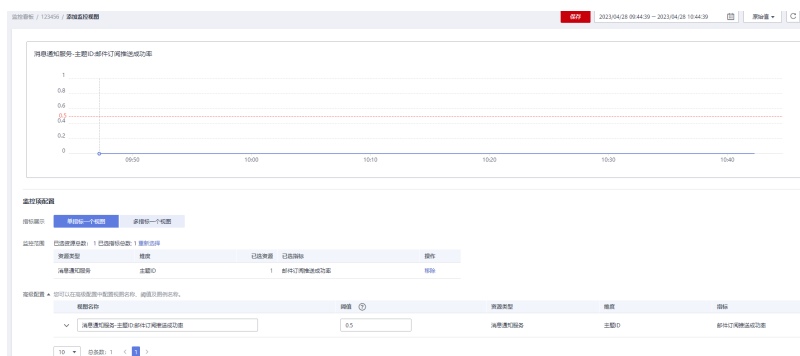 监控看板 / 123456 / 添加监控视图
保存 2023/04/28 09:44:39 ~ 2023/04/28 10:44:39 原始值
消息通知服务-主题ID:邮件订阅推送成功率
1
0.8
0.6
0.5
0.4
0.2
0
09:50 10:00 10:10 10:20 10:30 10:40
监控项配置
指标展示 单指标一个视图 多指标一个视图
监控范围 已选资源总数: 1 已选指标总数: 1 重新选择
资源类型 维度 已选资源 已选指标 操作
消息通知服务 主题ID 1 邮件订阅推送成功率 移除
高级配置 您可以在高级配置中配置视图名称、阈值及图例名称。
视图名称 阈值 ? 资源类型 维度 指标
消息通知服务-主题ID:邮件订阅推送成功率 0.5 消息通知服务 主题ID 邮件订阅推送成功率
10 总条数: 1 < 1 >